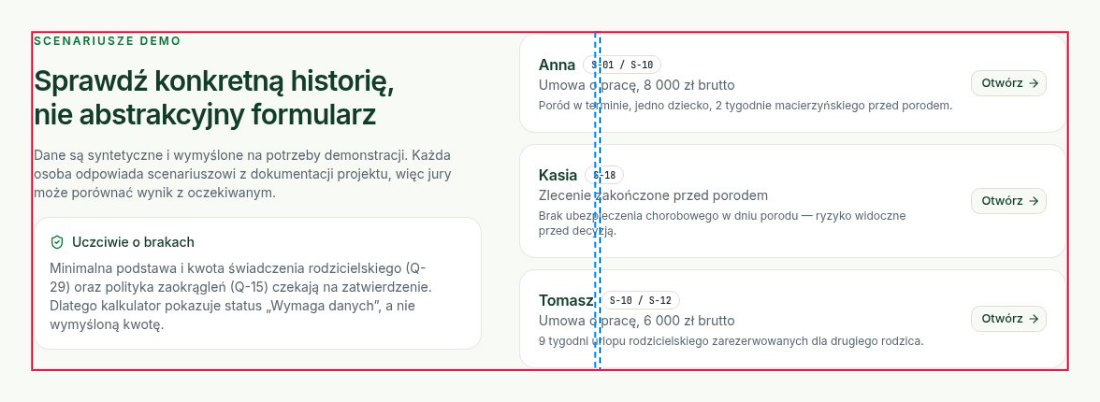 SCENARIUSZE DEMO
Sprawdź konkretną historię,
nie abstrakcyjny formularz
Dane są syntetyczne i wymyślone na potrzeby demonstracji. Każda
osoba odpowiada scenariuszowi z dokumentacji projektu, więc jury
może porównać wynik z oczekiwanym.
Uczciwie o brakach
Minimalna podstawa i kwota świadczenia rodzicielskiego (Q-
29) oraz polityka zaokrągleń (Q-15) czekają na zatwierdzenie.
Dlatego kalkulator pokazuje status „Wymaga danych”, a nie
wymyśloną kwotę.
Anna S-01 / S-10
Umowa o pracę, 8 000 zł brutto
Poród w terminie, jedno dziecko, 2 tygodnie macierzyńskiego przed porodem.
Otwórz →
Kasia S-18
Zlecenie zakończone przed porodem
Brak ubezpieczenia chorobowego w dniu porodu — ryzyko widoczne
przed decyzją.
Otwórz →
Tomasz S-10 / S-12
Umowa o pracę, 6 000 zł brutto
9 tygodni urlopu rodzicielskiego zarezerwowanych dla drugiego rodzica.
Otwórz →